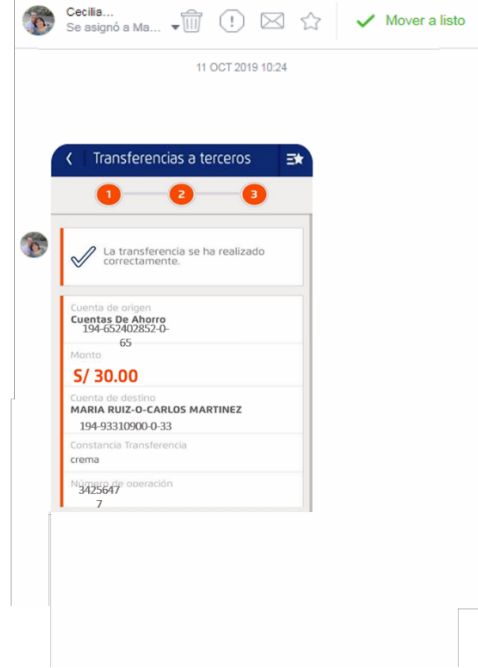 Cecilia...
Se asignó a Ma...
Mover a listo
11 OCT 2019 10:24
Transferencias a terceros
1 2 3
La transferencia se ha realizado
correctamente.
Cuenta de origen
Cuentas De Ahorro
194-652402852-0-
65
Monto
S/ 30.00
Cuenta de destino
MARIA RUIZ-O-CARLOS MARTINEZ
194-93310900-0-33
Constancia Transferencia
crema
Número de operación
3425647
7